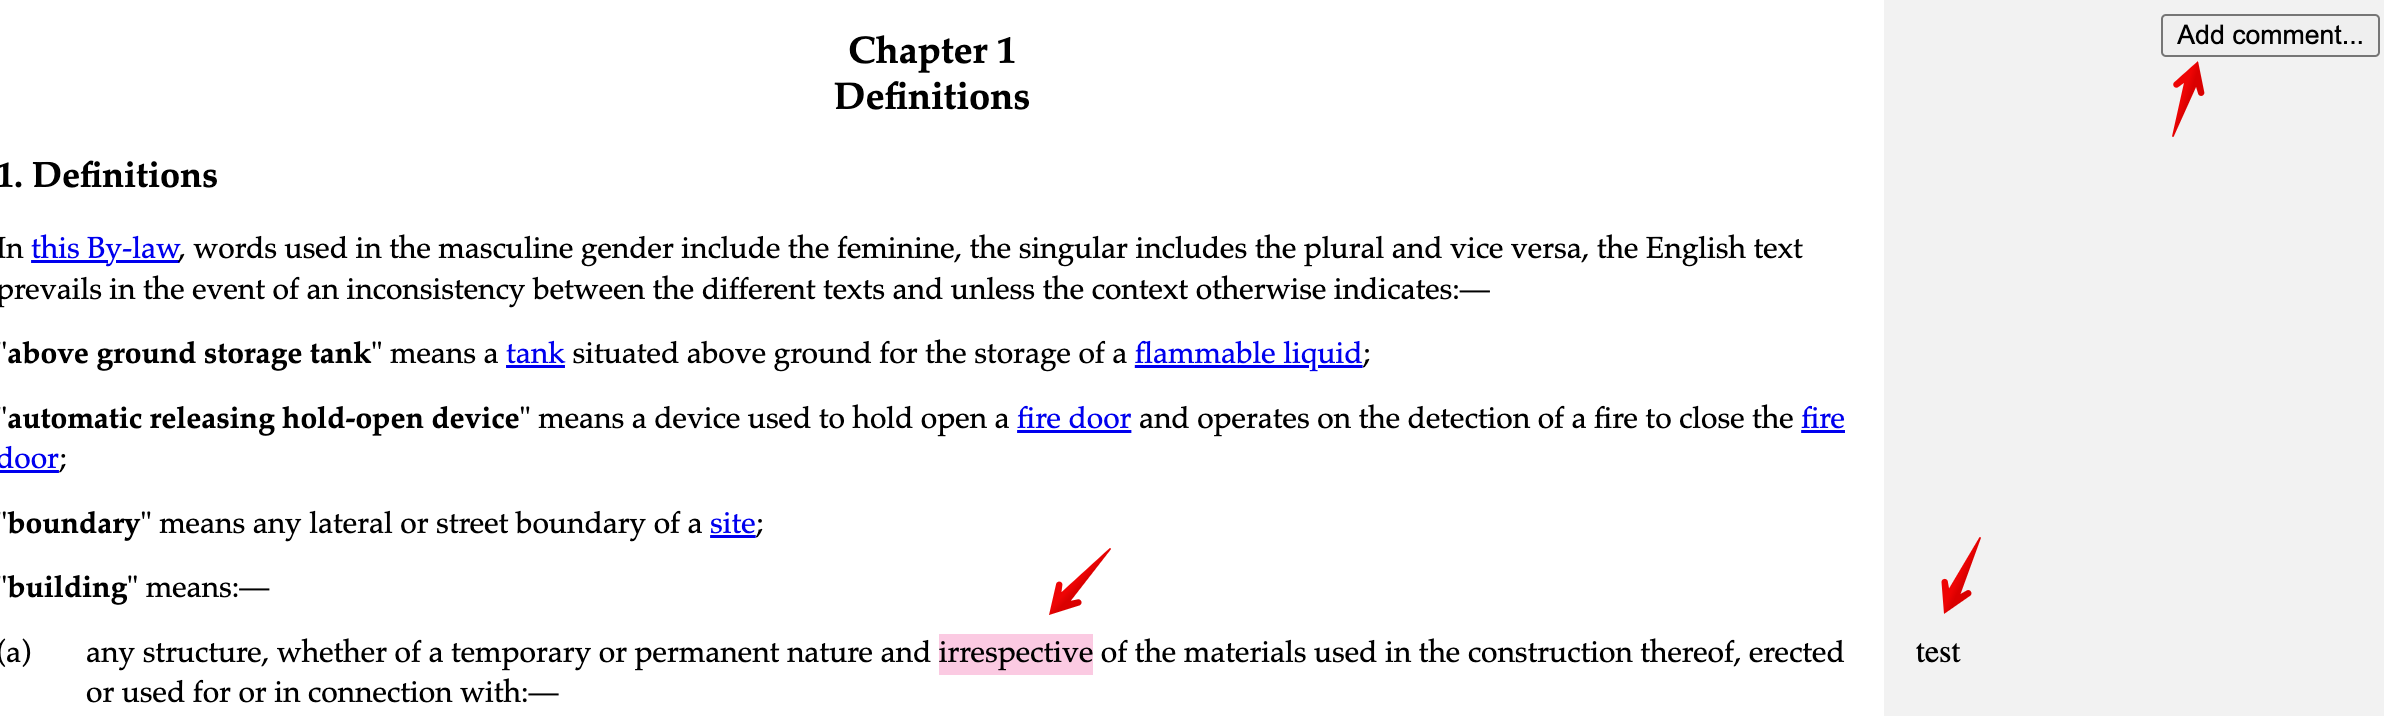 Add comment...
Chapter 1
Definitions
1. Definitions
In this By-law, words used in the masculine gender include the feminine, the singular includes the plural and vice versa, the English text
prevails in the event of an inconsistency between the different texts and unless the context otherwise indicates:—
"above ground storage tank" means a tank situated above ground for the storage of a flammable liquid;
"automatic releasing hold-open device" means a device used to hold open a fire door and operates on the detection of a fire to close the fire
door;
"boundary" means any lateral or street boundary of a site;
"building" means:—
(a) any structure, whether of a temporary or permanent nature and irrespective of the materials used in the construction thereof, erected
or used for or in connection with:—
test